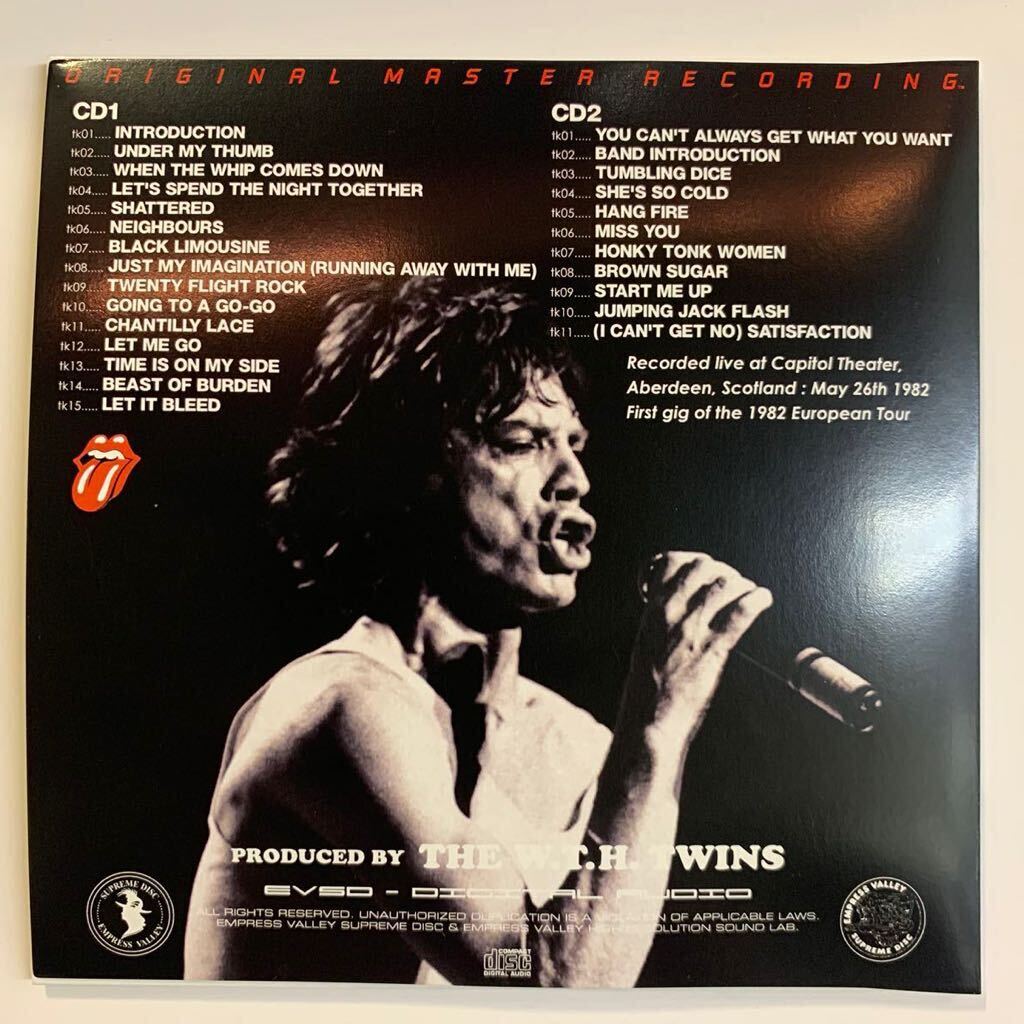 ORIGINAL MASTER RECORDING™
CD1
tk01..... INTRODUCTION
tk02..... UNDER MY THUMB
tk03..... WHEN THE WHIP COMES DOWN
tk04..... LET'S SPEND THE NIGHT TOGETHER
tk05..... SHATTERED
tk06..... NEIGHBOURS
tk07..... BLACK LIMOUSINE
tk08..... JUST MY IMAGINATION (RUNNING AWAY WITH ME)
tk09..... TWENTY FLIGHT ROCK
tk10..... GOING TO A GO-GO
tk11..... CHANTILLY LACE
tk12..... LET ME GO
tk13..... TIME IS ON MY SIDE
tk14..... BEAST OF BURDEN
tk15..... LET IT BLEED
CD2
tk01..... YOU CAN'T ALWAYS GET WHAT YOU WANT
tk02..... BAND INTRODUCTION
tk03..... TUMBLING DICE
tk04..... SHE'S SO COLD
tk05..... HANG FIRE
tk06..... MISS YOU
tk07..... HONKY TONK WOMEN
tk08..... BROWN SUGAR
tk09..... START ME UP
tk10..... JUMPING JACK FLASH
tk11..... (I CAN'T GET NO) SATISFACTION
Recorded live at Capitol Theater,
Aberdeen, Scotland : May 26th 1982
First gig of the 1982 European Tour
PRODUCED BY THE W.T.H. TWINS
EVSD - DIGITAL AUDIO
ALL RIGHTS RESERVED. UNAUTHORIZED DUPLICATION IS A VIOLATION OF APPLICABLE LAWS.
EMPRESS VALLEY SUPREME DISC & EMPRESS VALLEY HIGH RESOLUTION SOUND LAB.
SUPREME DISC
EMPRESS VALLEY
EMPRESS VALLEY
SUPREME DISC
COMPACT
disc
DIGITAL AUDIO